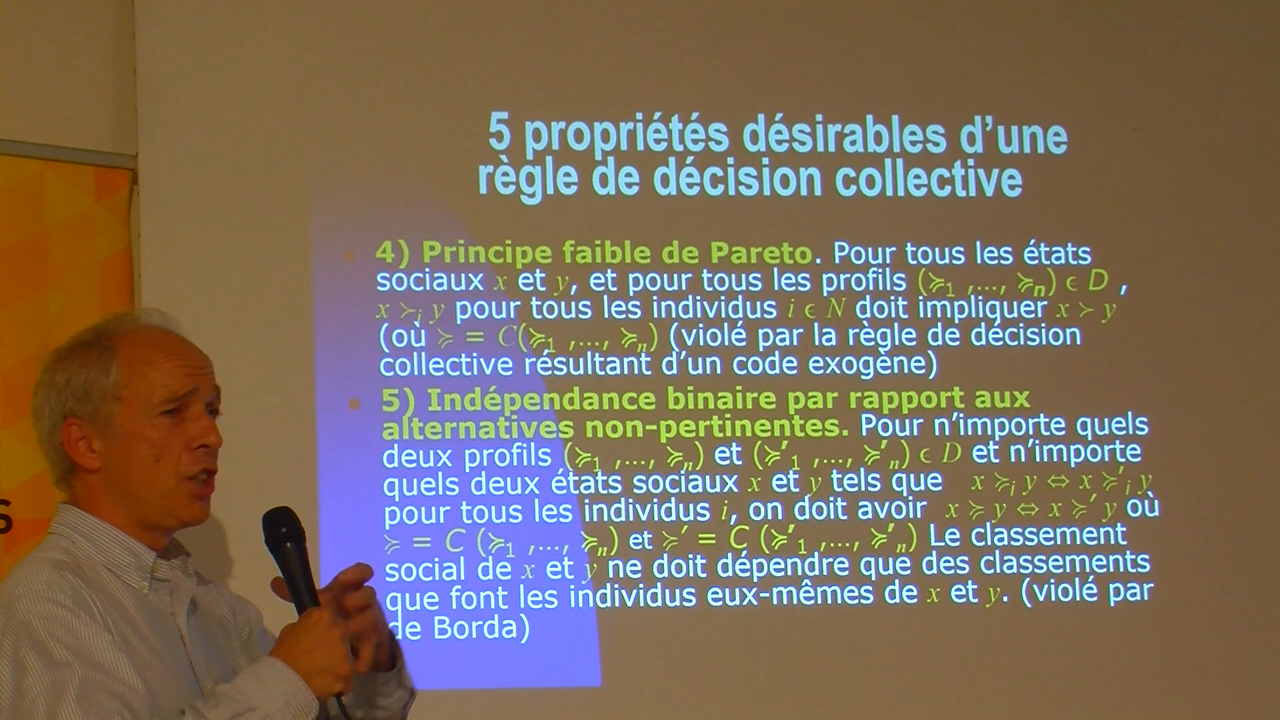 5 propriétés désirables d’une
règle de décision collective
4) Principe faible de Pareto. Pour tous les états
sociaux x et y, et pour tous les profils (≽₁ ,..., ≽ₙ) ϵ D ,
x ≻ᵢ y pour tous les individus i ϵ N doit impliquer x ≻ y
(où ≽ = C(≽₁ ,..., ≽ₙ) (violé par la règle de décision
collective résultant d’un code exogène)
5) Indépendance binaire par rapport aux
alternatives non-pertinentes. Pour n’importe quels
deux profils (≽₁ ,..., ≽ₙ) et (≽’₁ ,..., ≽’ₙ) ϵ D et n’importe
quels deux états sociaux x et y tels que x ≽ᵢ y ⇔ x ≽’ᵢ y
pour tous les individus i, on doit avoir x ≽ y ⇔ x ≽’ y où
≽ = C (≽₁ ,..., ≽ₙ) et ≽’ = C (≽’₁ ,..., ≽’ₙ) Le classement
social de x et y ne doit dépendre que des classements
que font les individus eux-mêmes de x et y. (violé par
de Borda)
S